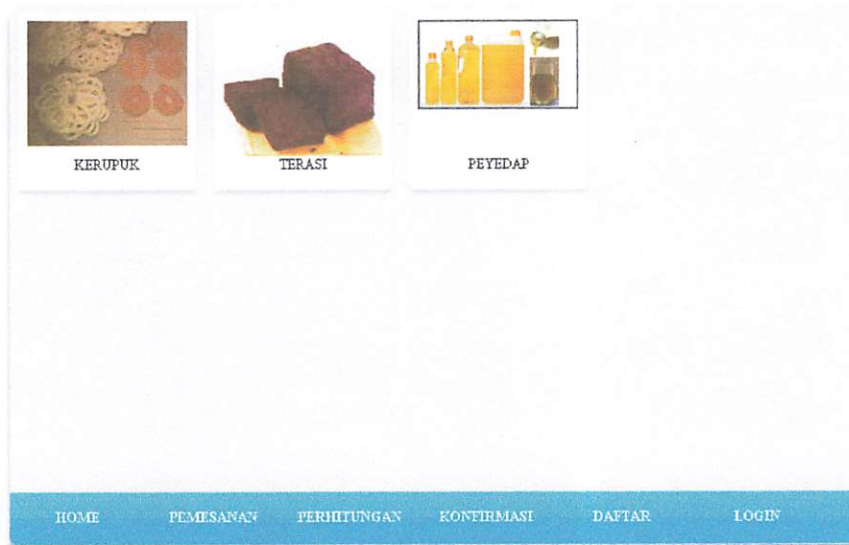 KERUPUK
TERASI
PEYEDAP
HOME PEMESANAN PERHITUNGAN KONFIRMASI DAFTAR LOGIN